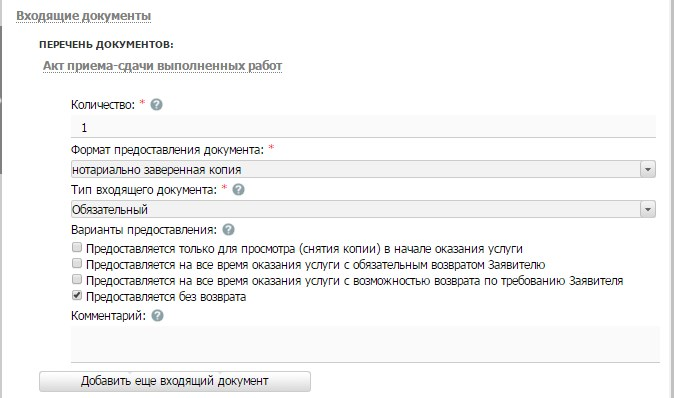 Входящие документы
ПЕРЕЧЕНЬ ДОКУМЕНТОВ:
Акт приема-сдачи выполненных работ
Количество: * ?
1
Формат предоставления документа: *
нотариально заверенная копия
Тип входящего документа: * ?
Обязательный
Варианты предоставления: ?
Предоставляется только для просмотра (снятия копии) в начале оказания услуги
Предоставляется на все время оказания услуги с обязательным возвратом Заявителю
Предоставляется на все время оказания услуги с возможностью возврата по требованию Заявителя
Предоставляется без возврата
Комментарий: ?
Добавить еще входящий документ